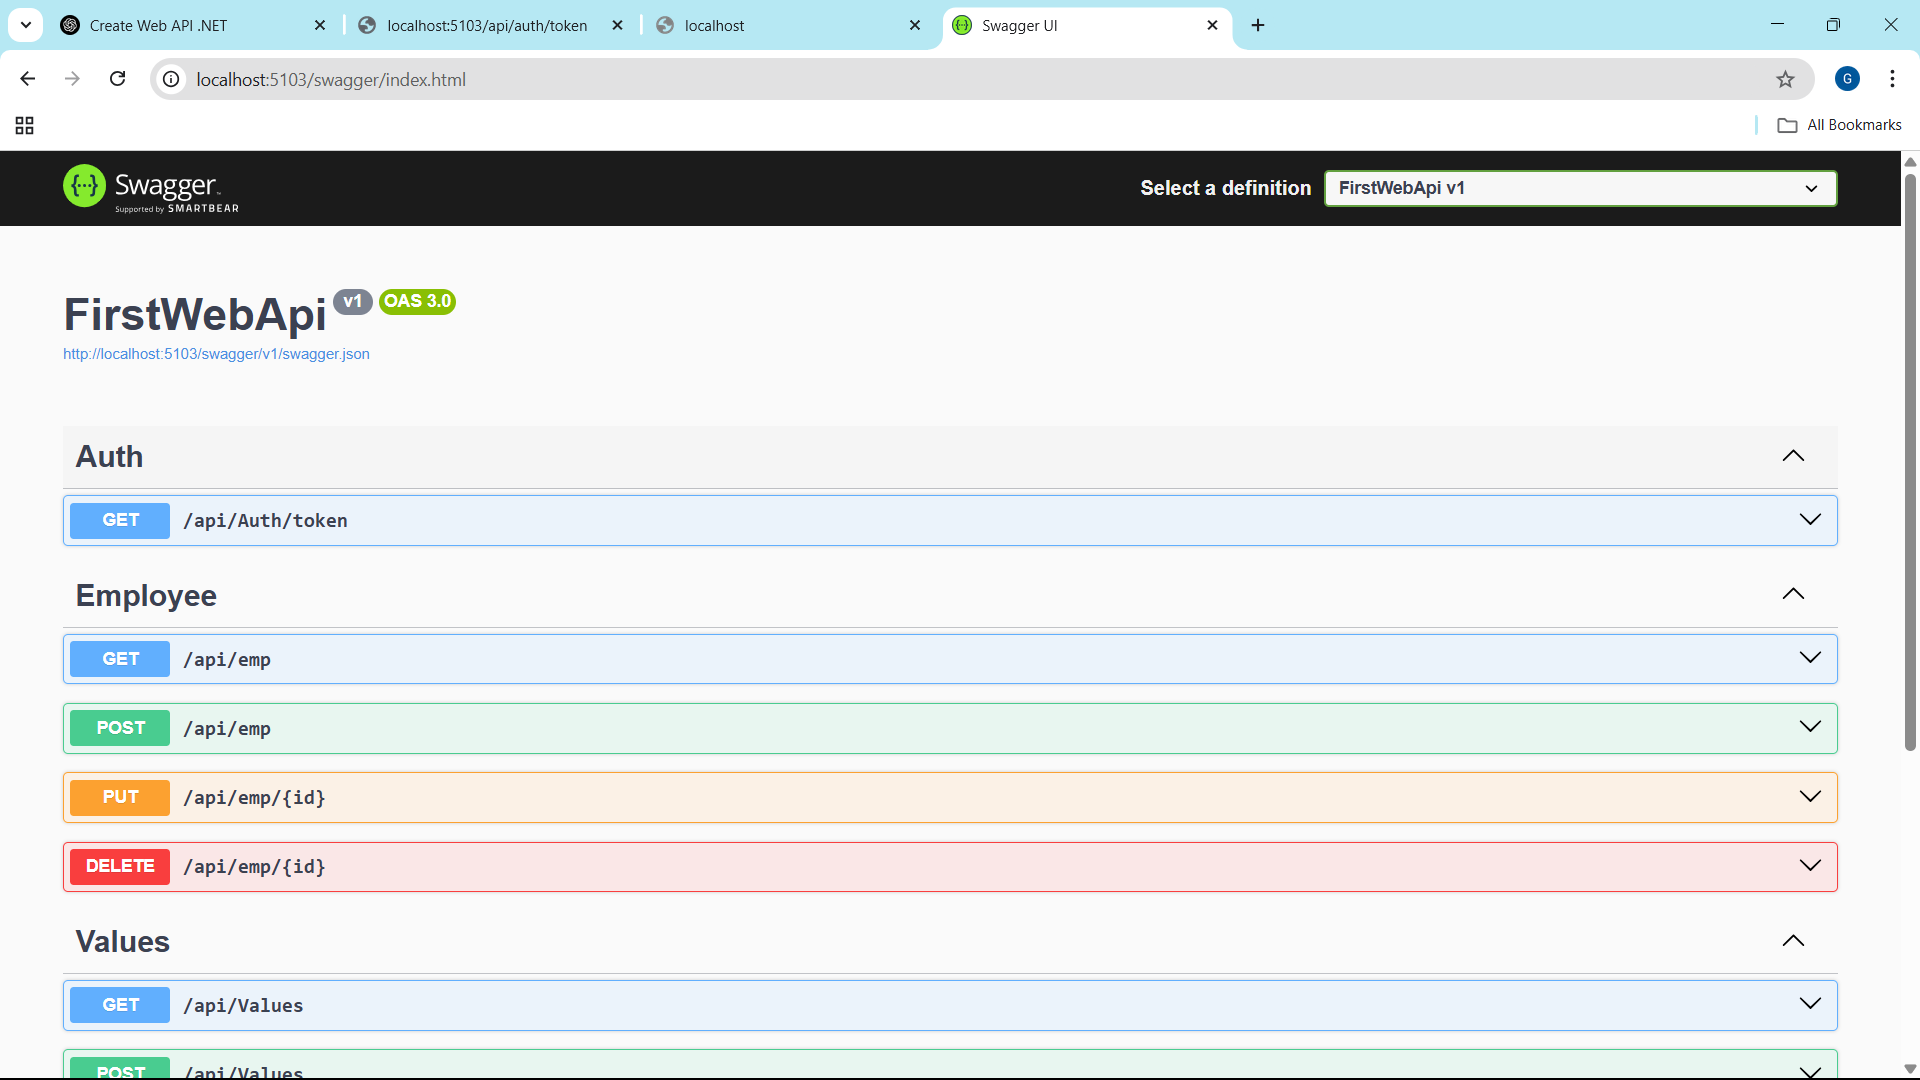 Create Web API .NET
localhost:5103/api/auth/token
localhost
Swagger UI
localhost:5103/swagger/index.html
G
All Bookmarks
Swagger
Supported by SMARTBEAR
Select a definition
FirstWebApi v1
FirstWebApi v1 OAS 3.0
http://localhost:5103/swagger/v1/swagger.json
Auth
GET /api/Auth/token
Employee
GET /api/emp
POST /api/emp
PUT /api/emp/{id}
DELETE /api/emp/{id}
Values
GET /api/Values
POST /api/Values